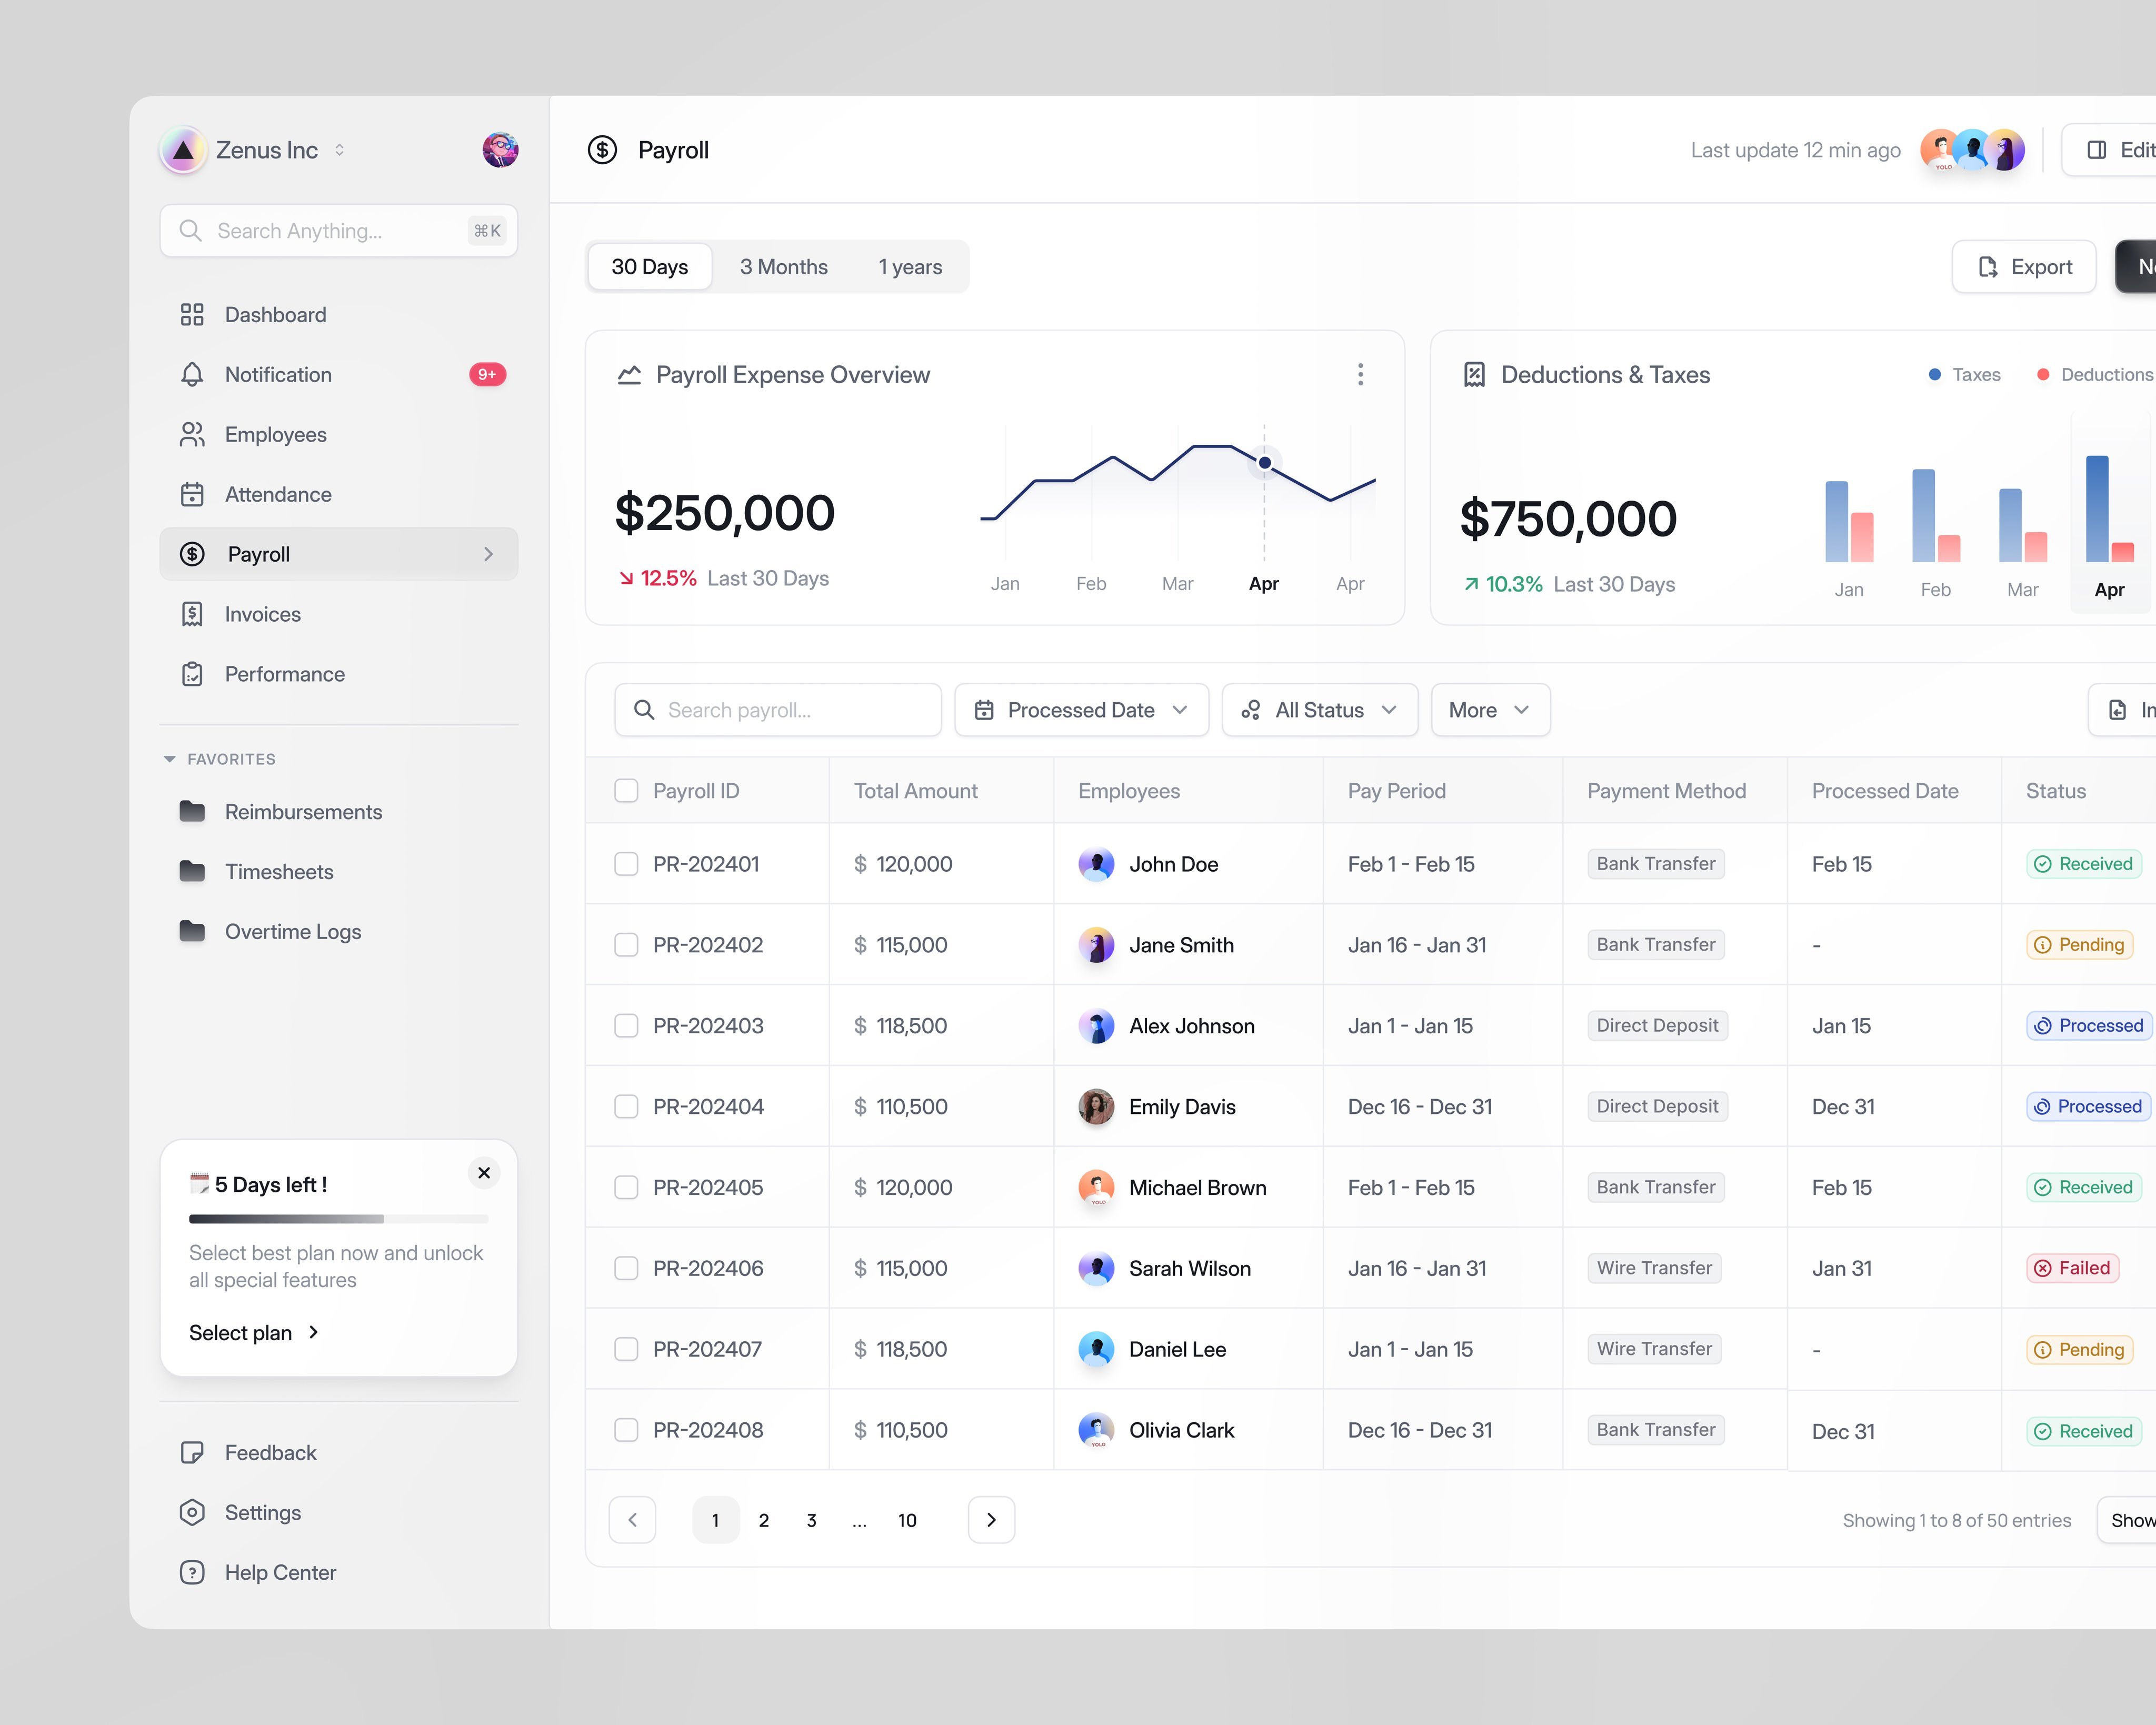 Zenus Inc
Search Anything...
⌘K
Dashboard
Notification
9+
Employees
Attendance
Payroll
Invoices
Performance
FAVORITES
Reimbursements
Timesheets
Overtime Logs
5 Days left !
Select best plan now and unlock
all special features
Select plan
Feedback
Settings
Help Center
Payroll
Last update 12 min ago
Edit
30 Days 3 Months 1 years
Export
Payroll Expense Overview
$250,000
12.5% Last 30 Days
Jan Feb Mar Apr Apr
Deductions & Taxes
Taxes Deductions
$750,000
10.3% Last 30 Days
Jan Feb Mar Apr
Search payroll...
Processed Date
All Status
More
Payroll ID Total Amount Employees Pay Period Payment Method Processed Date Status
PR-202401 $ 120,000 John Doe Feb 1 - Feb 15 Bank Transfer Feb 15 Received
PR-202402 $ 115,000 Jane Smith Jan 16 - Jan 31 Bank Transfer - Pending
PR-202403 $ 118,500 Alex Johnson Jan 1 - Jan 15 Direct Deposit Jan 15 Processed
PR-202404 $ 110,500 Emily Davis Dec 16 - Dec 31 Direct Deposit Dec 31 Processed
PR-202405 $ 120,000 Michael Brown Feb 1 - Feb 15 Bank Transfer Feb 15 Received
PR-202406 $ 115,000 Sarah Wilson Jan 16 - Jan 31 Wire Transfer Jan 31 Failed
PR-202407 $ 118,500 Daniel Lee Jan 1 - Jan 15 Wire Transfer - Pending
PR-202408 $ 110,500 Olivia Clark Dec 16 - Dec 31 Bank Transfer Dec 31 Received
1 2 3 ... 10
Showing 1 to 8 of 50 entries
Show